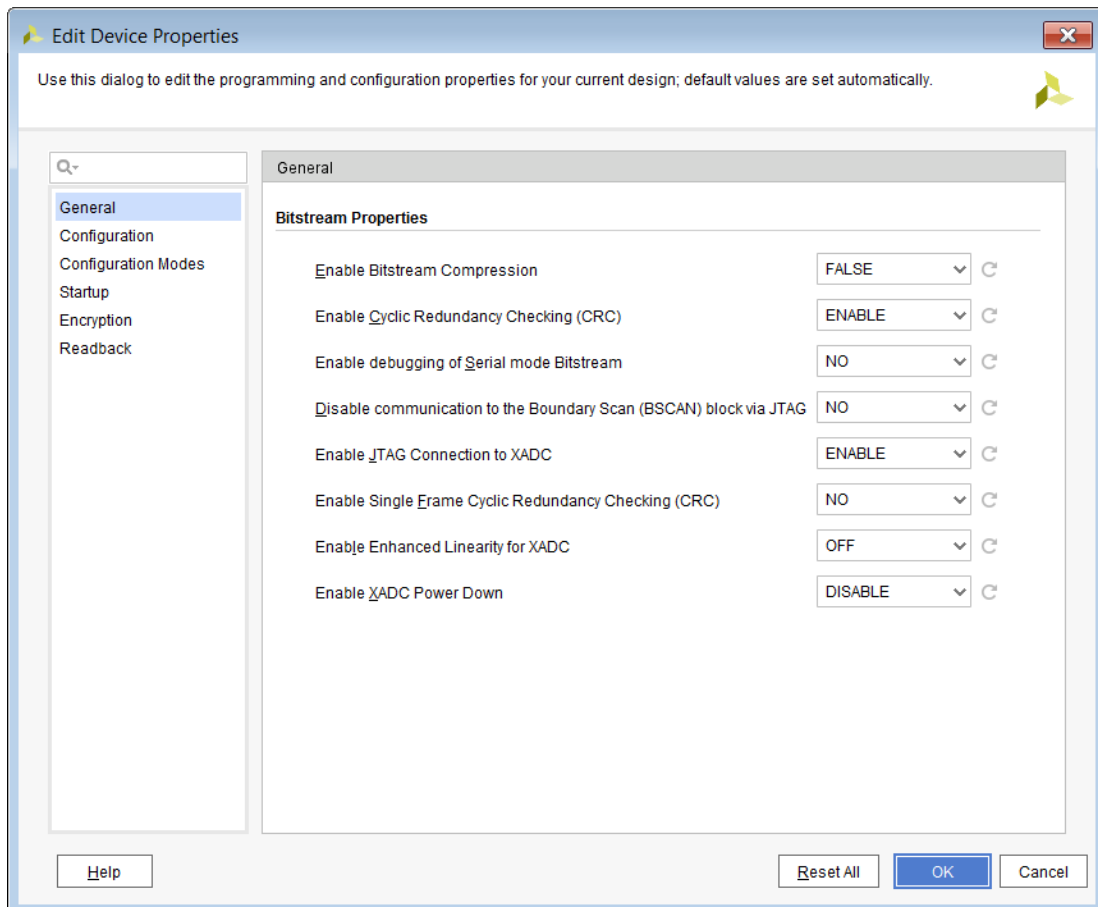 Edit Device Properties
Use this dialog to edit the programming and configuration properties for your current design; default values are set automatically.
General
Configuration
Configuration Modes
Startup
Encryption
Readback
General
Bitstream Properties
Enable Bitstream Compression FALSE
Enable Cyclic Redundancy Checking (CRC) ENABLE
Enable debugging of Serial mode Bitstream NO
Disable communication to the Boundary Scan (BSCAN) block via JTAG NO
Enable JTAG Connection to XADC ENABLE
Enable Single Frame Cyclic Redundancy Checking (CRC) NO
Enable Enhanced Linearity for XADC OFF
Enable XADC Power Down DISABLE
Help Reset All OK Cancel